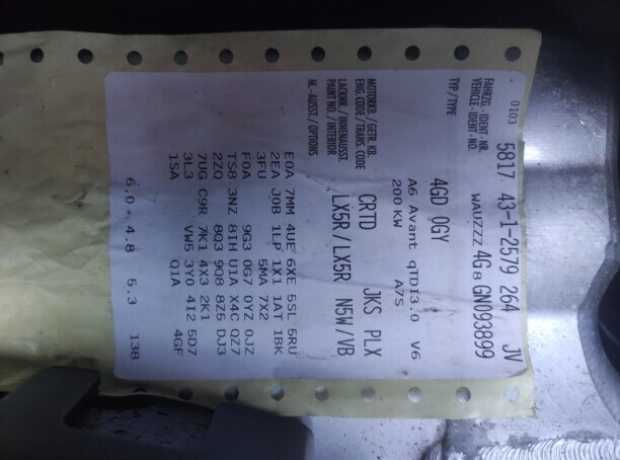 0103
5817 43-1-2579 264 JV
FAHRZG.-IDENT-NR.
VEHICLE-IDENT-NO.
WAUZZZ 4G8 GN093899
TYP/TYPE
4GD 0GY
A6 Avant qTDI3.0 V6
200 KW A7S
MOTORKB./GETR.KB.
ENG.CODE/TRANS.CODE
CRTD JKS PLX
LACKNR./INNENAUSST.
PAINT NO./INTERIOR
LX5R/LX5R N5W/VB
M.-AUSST./OPTIONS
E0A 7MM 4UE 6XE 5SL 5RU
2EA J0B 1LP 1X1 1AT 1BK
3FU 5MA 7X2
F0A 9G3 0G7 0YZ 0JZ
TS8 3NZ 8IH U1A X4C QZ7
2Z0 8Q3 9Q8 8Z6 DJ3
7UG C9R 7K1 4X3 2K1
3L3 VW5 3Y0 4I2 5D7
1SA Q1A 4GF
6.0 4.8 5.3 138